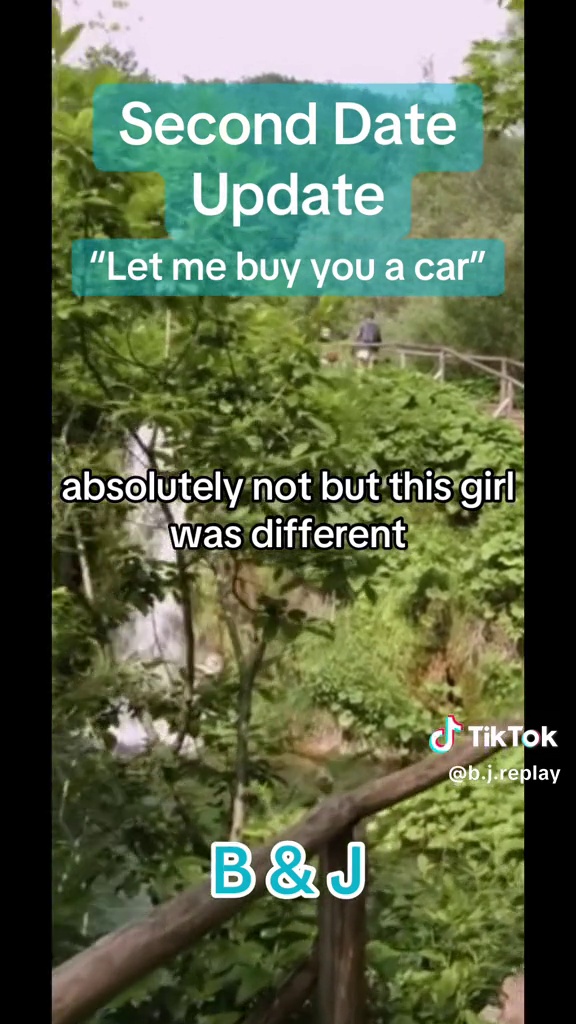 Second Date
Update
“Let me buy you a car”
absolutely not but this girl
was different
TikTok
@b.j.replay
B & J